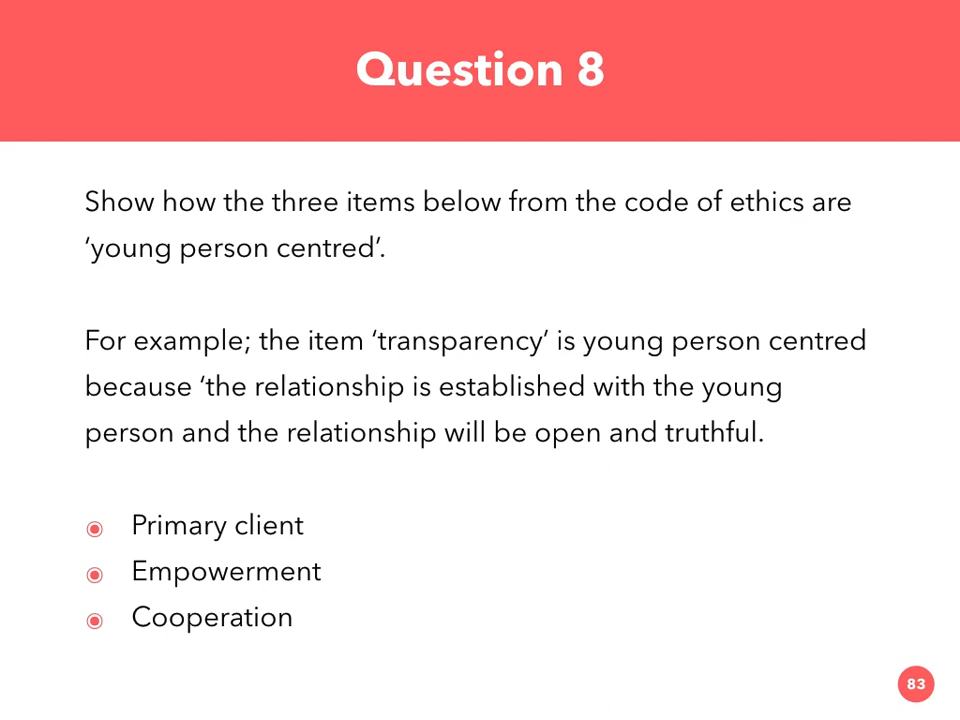 Question 8
Show how the three items below from the code of ethics are
‘young person centred’.
For example; the item ‘transparency’ is young person centred
because ‘the relationship is established with the young
person and the relationship will be open and truthful.
Primary client
Empowerment
Cooperation
83